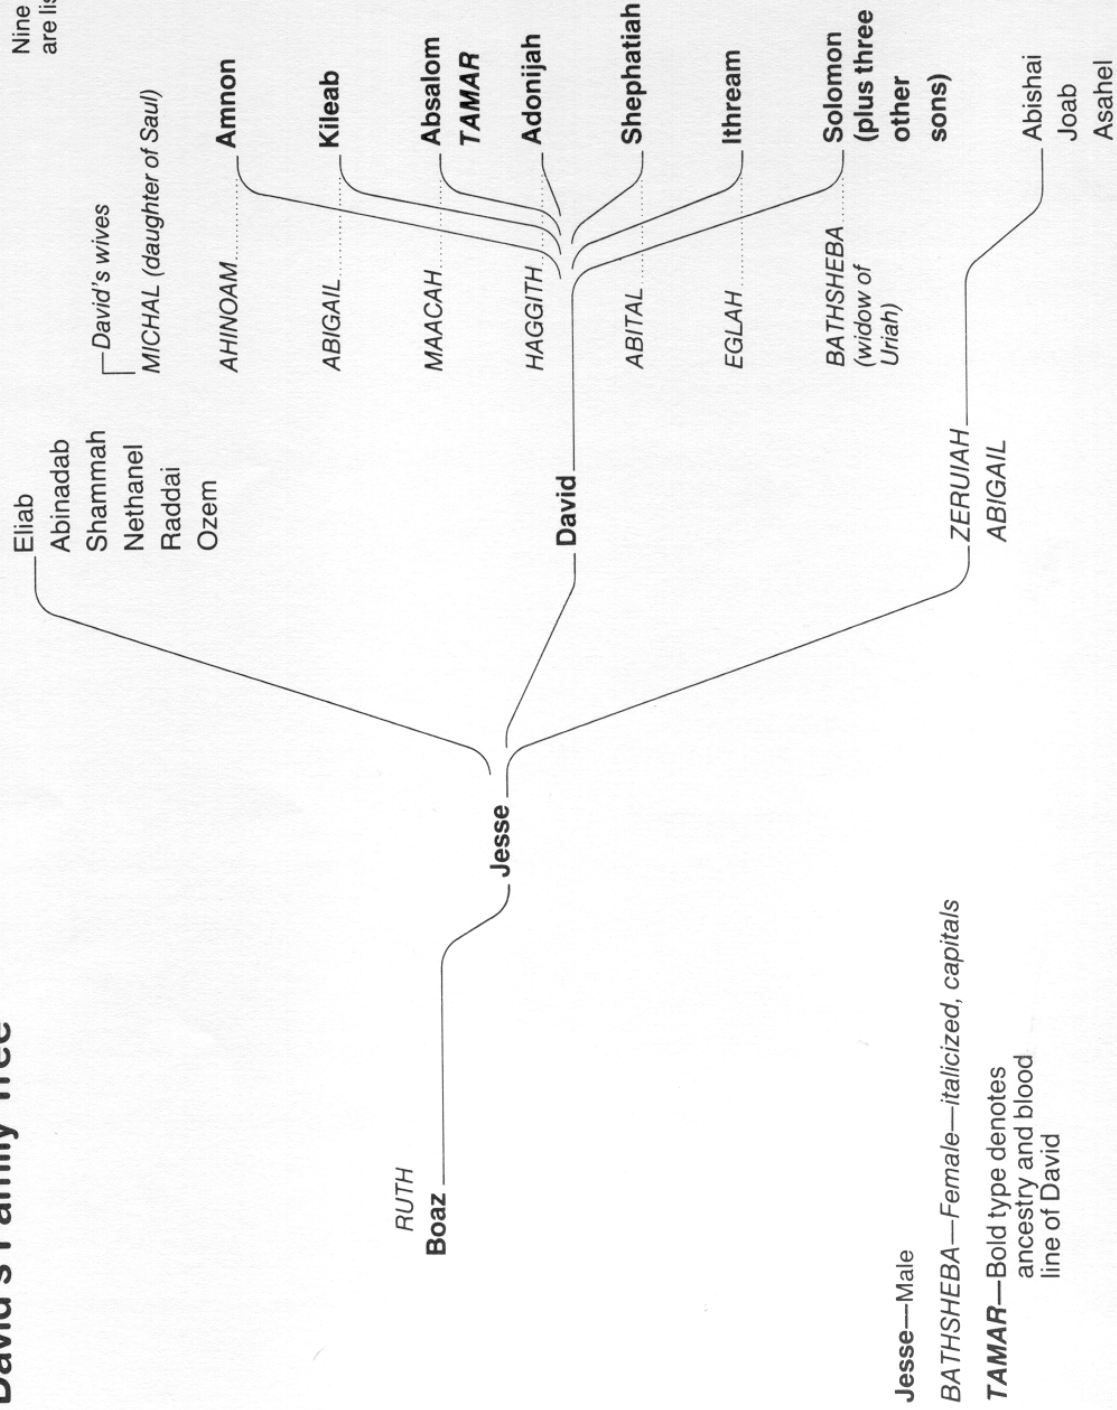 David's Family Tree
RUTH
Boaz
Jesse
Eliab
Abinadab
Shammah
Nethanel
Raddai
Ozem
David
ZERUIAH
ABIGAIL
David's wives
MICHAL (daughter of Saul)
AHINOAM
ABIGAIL
MAACAH
HAGGITH
ABITAL
EGLAH
BATHSHEBA
(widow of
Uriah)
Nine
are
Amnon
Kileab
Absalom
TAMAR
Adonijah
Shephatiah
Ithream
Solomon
(plus three
other
sons)
Abishai
Joab
Asahel
Jesse—Male
BATHSHEBA—Female—italicized, capitals
TAMAR—Bold type denotes
ancestry and blood
line of David